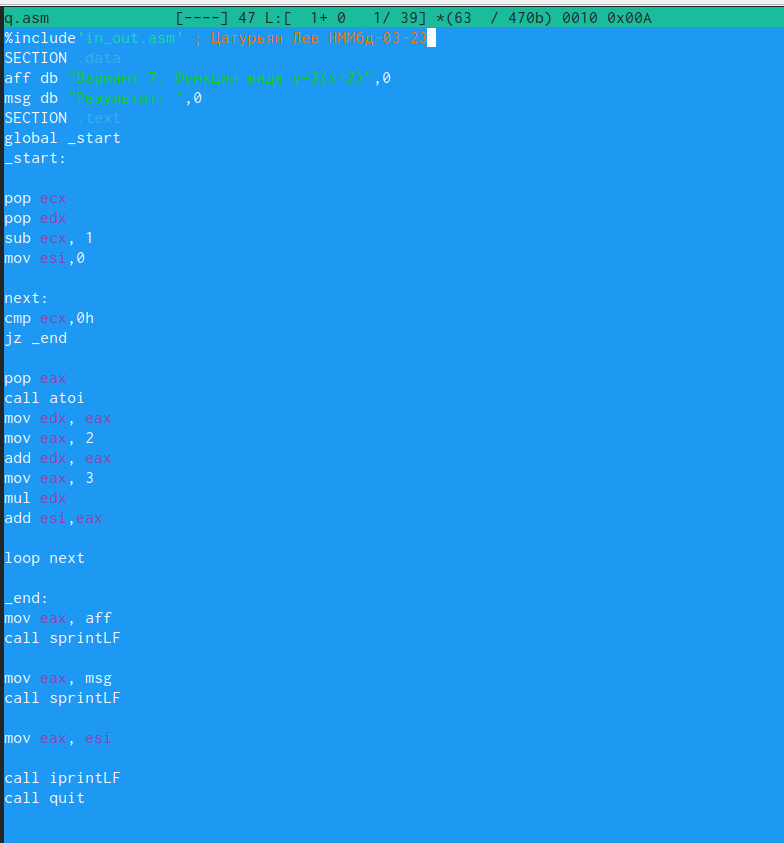 q.asm [----] 47 L:[ 1+ 0 1/ 39] *(63 / 470b) 0010 0x00A
%include'in_out.asm' ; Цатурьян Лев НММбд-03-23
SECTION .data
aff db "Вариант 7. Функция вида y=3(x+2)",0
msg db "Результат: ",0
SECTION .text
global _start
_start:
pop ecx
pop edx
sub ecx, 1
mov esi,0
next:
cmp ecx,0h
jz _end
pop eax
call atoi
mov edx, eax
mov eax, 2
add edx, eax
mov eax, 3
mul edx
add esi,eax
loop next
_end:
mov eax, aff
call sprintLF
mov eax, msg
call sprintLF
mov eax, esi
call iprintLF
call quit